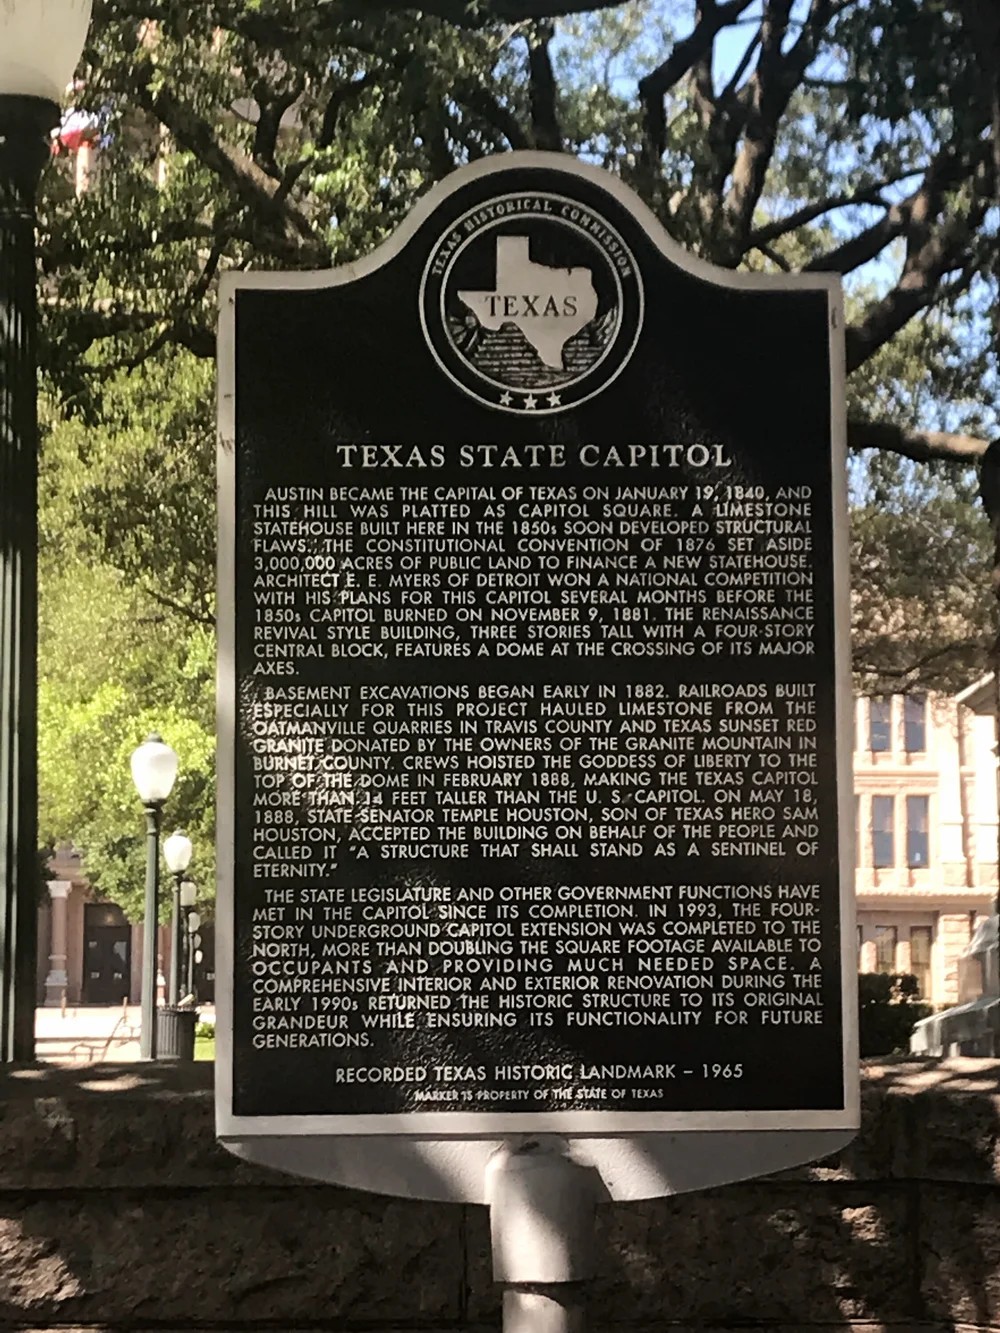 TEXAS HISTORICAL COMMISSION
TEXAS
TEXAS STATE CAPITOL
AUSTIN BECAME THE CAPITAL OF TEXAS ON JANUARY 19, 1840, AND
THIS HILL WAS PLATTED AS CAPITOL SQUARE. A LIMESTONE
STATEHOUSE BUILT HERE IN THE 1850s SOON DEVELOPED STRUCTURAL
FLAWS. THE CONSTITUTIONAL CONVENTION OF 1876 SET ASIDE
3,000,000 ACRES OF PUBLIC LAND TO FINANCE A NEW STATEHOUSE.
ARCHITECT E. E. MYERS OF DETROIT WON A NATIONAL COMPETITION
WITH HIS PLANS FOR THIS CAPITOL SEVERAL MONTHS BEFORE THE
1850s CAPITOL BURNED ON NOVEMBER 9, 1881. THE RENAISSANCE
REVIVAL STYLE BUILDING, THREE STORIES TALL WITH A FOUR-STORY
CENTRAL BLOCK, FEATURES A DOME AT THE CROSSING OF ITS MAJOR
AXES.
BASEMENT EXCAVATIONS BEGAN EARLY IN 1882. RAILROADS BUILT
ESPECIALLY FOR THIS PROJECT HAULED LIMESTONE FROM THE
OATMANVILLE QUARRIES IN TRAVIS COUNTY AND TEXAS SUNSET RED
GRANITE DONATED BY THE OWNERS OF THE GRANITE MOUNTAIN IN
BURNET COUNTY. CREWS HOISTED THE GODDESS OF LIBERTY TO THE
TOP OF THE DOME IN FEBRUARY 1888, MAKING THE TEXAS CAPITOL
MORE THAN 14 FEET TALLER THAN THE U. S. CAPITOL. ON MAY 18,
1888, STATE SENATOR TEMPLE HOUSTON, SON OF TEXAS HERO SAM
HOUSTON, ACCEPTED THE BUILDING ON BEHALF OF THE PEOPLE AND
CALLED IT "A STRUCTURE THAT SHALL STAND AS A SENTINEL OF
ETERNITY."
THE STATE LEGISLATURE AND OTHER GOVERNMENT FUNCTIONS HAVE
MET IN THE CAPITOL SINCE ITS COMPLETION. IN 1993, THE FOUR-
STORY UNDERGROUND CAPITOL EXTENSION WAS COMPLETED TO THE
NORTH, MORE THAN DOUBLING THE SQUARE FOOTAGE AVAILABLE TO
OCCUPANTS AND PROVIDING MUCH NEEDED SPACE. A
COMPREHENSIVE INTERIOR AND EXTERIOR RENOVATION DURING THE
EARLY 1990s RETURNED THE HISTORIC STRUCTURE TO ITS ORIGINAL
GRANDEUR WHILE ENSURING ITS FUNCTIONALITY FOR FUTURE
GENERATIONS.
RECORDED TEXAS HISTORIC LANDMARK – 1965
MARKER IS PROPERTY OF THE STATE OF TEXAS